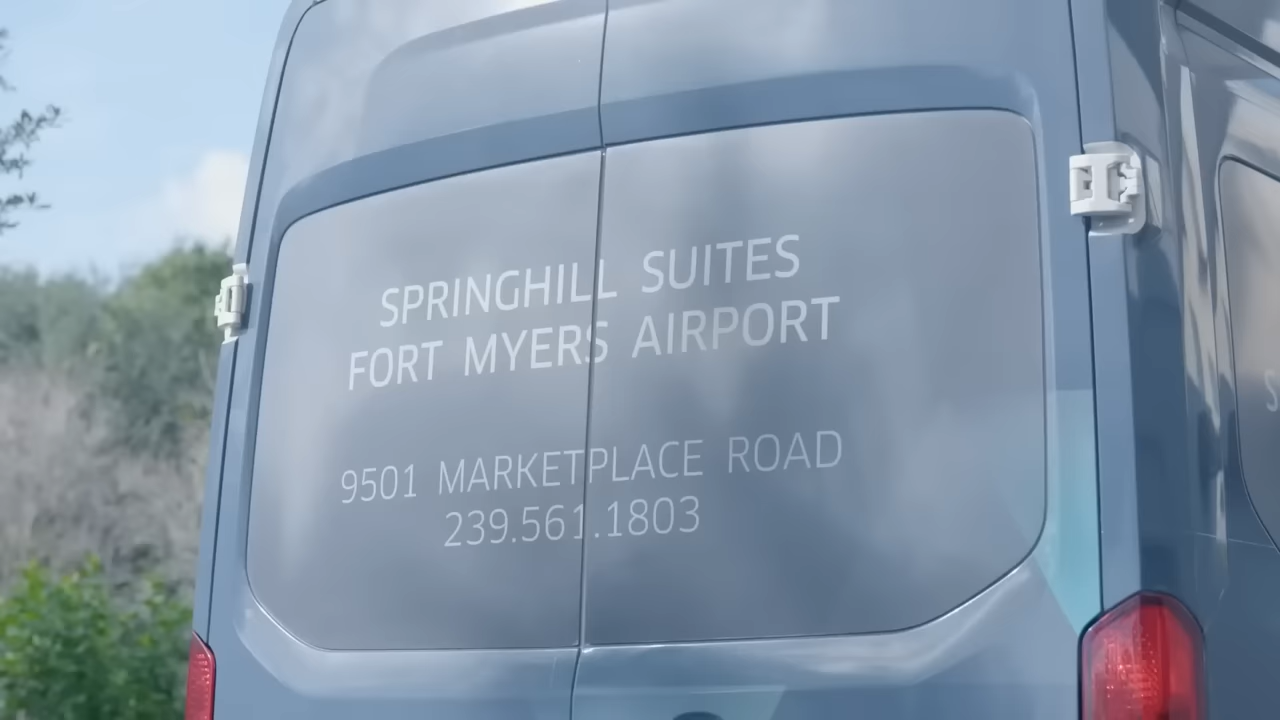 SPRINGHILL SUITES
FORT MYERS AIRPORT
9501 MARKETPLACE ROAD
239.561.1803